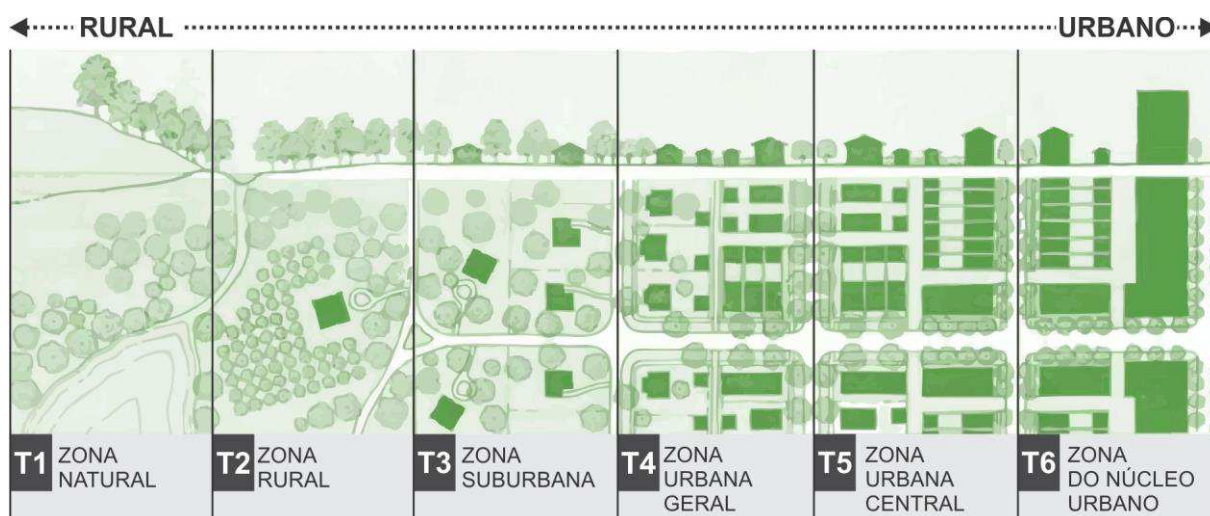 RURAL
URBANO
T1 ZONA
NATURAL
T2 ZONA
RURAL
T3 ZONA
SUBURBANA
T4 ZONA
URBANA
GERAL
T5 ZONA
URBANA
CENTRAL
T6 ZONA
DO NÚCLEO
URBANO